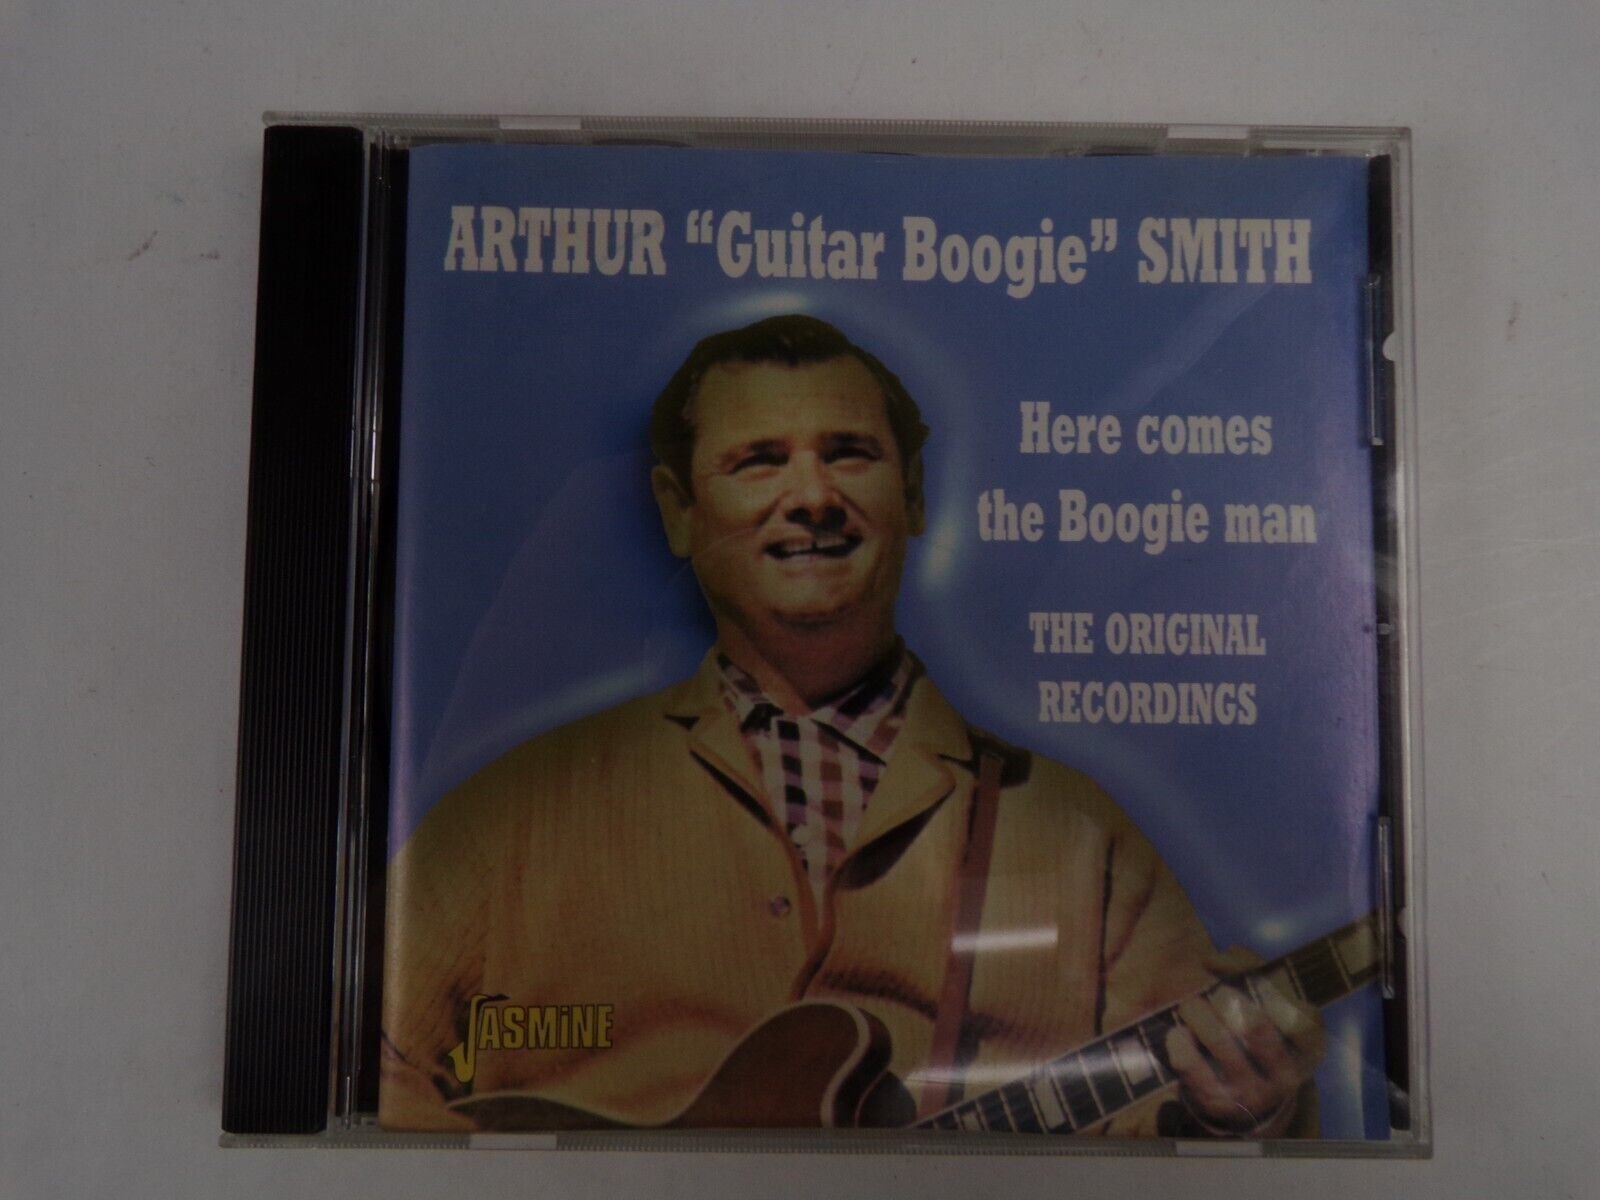 ARTHUR “Guitar Boogie” SMITH
Here comes
the Boogie man
THE ORIGINAL
RECORDINGS
JASMiNE